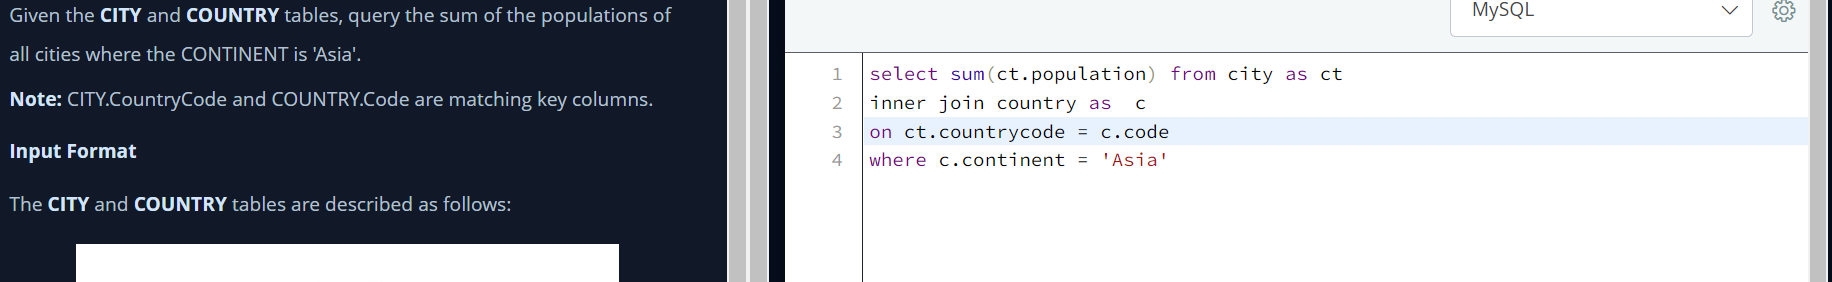 Given the CITY and COUNTRY tables, query the sum of the populations of
all cities where the CONTINENT is 'Asia'.
Note: CITY.CountryCode and COUNTRY.Code are matching key columns.
Input Format
The CITY and COUNTRY tables are described as follows:
MySQL
1 select sum(ct.population) from city as ct
2 inner join country as  c
3 on ct.countrycode = c.code
4 where c.continent = 'Asia'